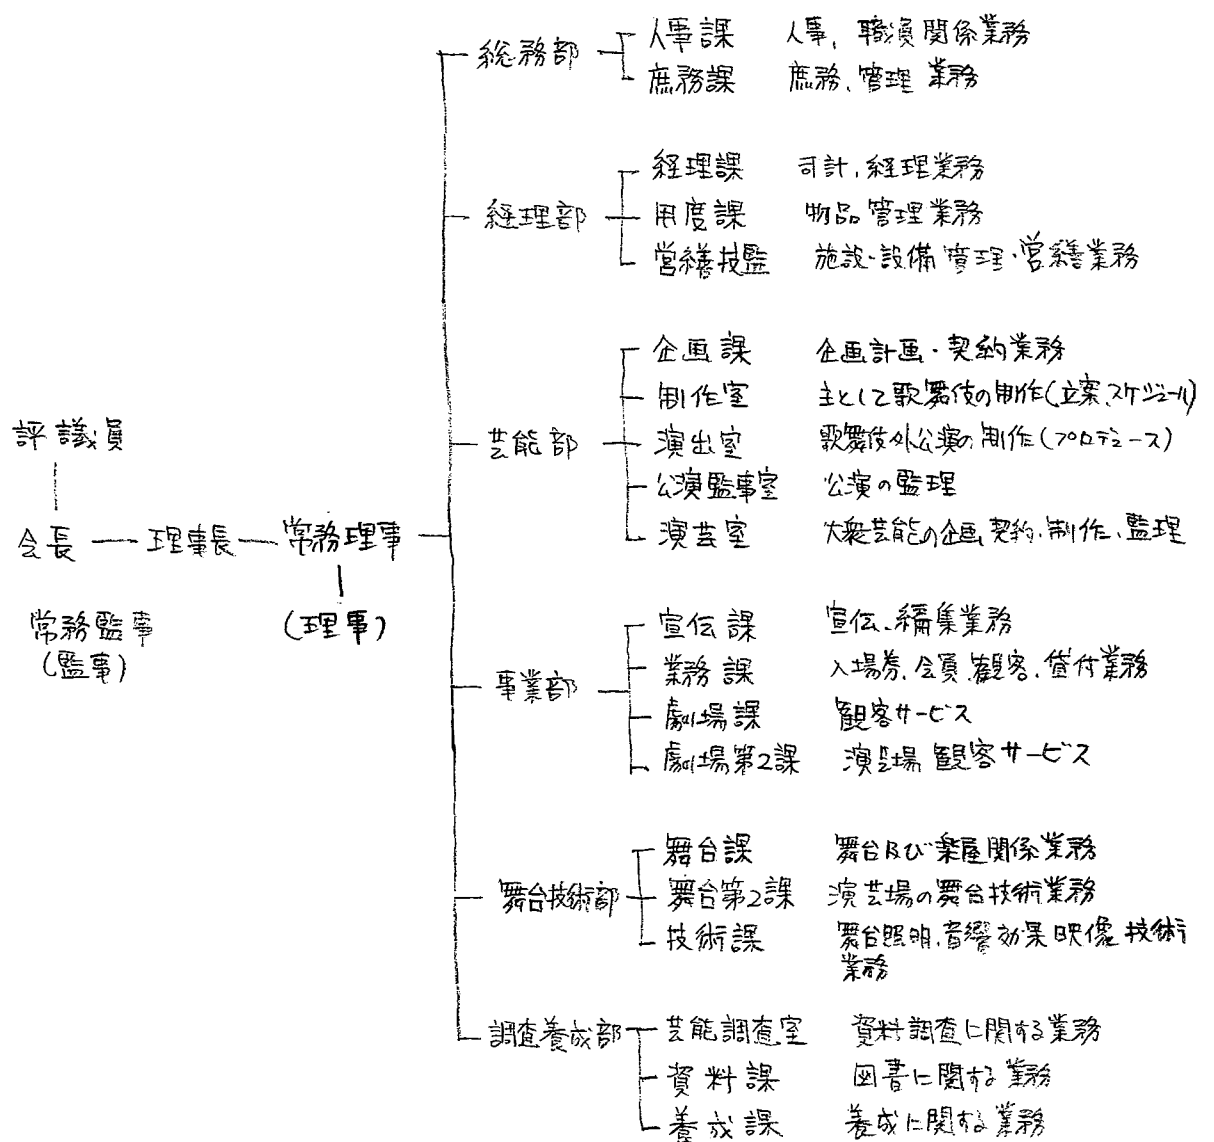 総務部
人事課 人事、職員関係業務
庶務課 庶務、管理 業務
経理部
経理課 司計、経理業務
用度課 物品管理業務
営繕技監 施設・設備管理・営繕業務
芸能部
企画課 企画計画・契約業務
制作室 主として歌舞伎の制作(立案、スケジュール)
演出室 歌舞伎外公演の制作(プロデュース)
公演監事室 公演の監理
演芸室 大衆芸能の企画、契約、制作、監理
評議員
会長 理事長 常務理事
(理事)
常務監事
(監事)
事業部
宣伝課 宣伝、編集業務
業務課 入場券、会員、観客、貸付業務
劇場課 観客サービス
劇場第2課 演芸場観客サービス
舞台技術部
舞台課 舞台及び楽屋関係業務
舞台第2課 演芸場の舞台技術業務
技術課 舞台照明、音響効果映像技術
業務
調査養成部
芸能調査室 資料調査に関する業務
資料課 図書に関する業務
養成課 養成に関する業務